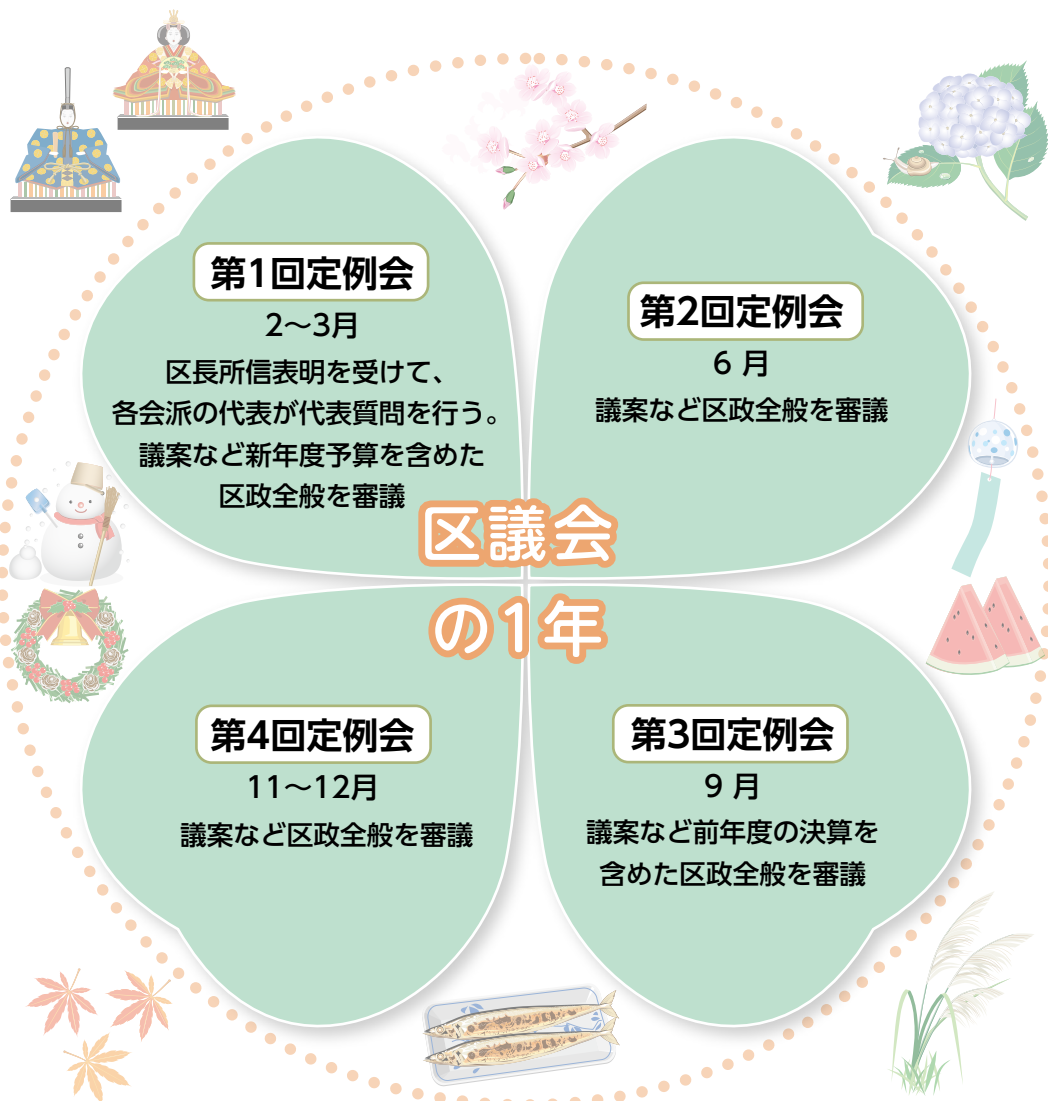 区議会
の1年
第1回定例会
2〜3月
区長所信表明を受けて、
各会派の代表が代表質問を行う。
議案など新年度予算を含めた
区政全般を審議
第2回定例会
6 月
議案など区政全般を審議
第3回定例会
9 月
議案など前年度の決算を
含めた区政全般を審議
第4回定例会
11〜12月
議案など区政全般を審議